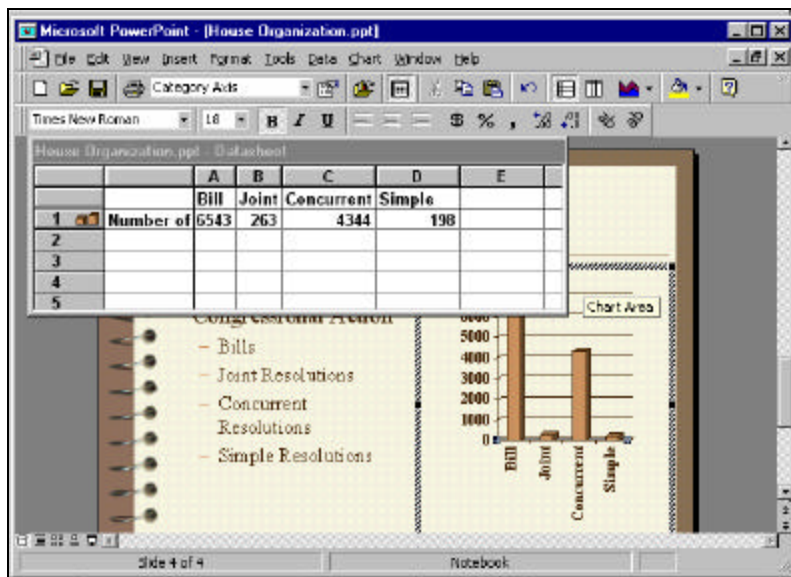 Microsoft PowerPoint - [House Organization.ppt]
File Edit View Insert Format Tools Data Chart Window Help
Category Axis
Times New Roman 18 B I U $ % ,
House Organization.ppt - Datasheet
A B C D E
Bill Joint Concurrent Simple
1 Number of 6543 263 4344 198
2
3
4
5
Congressional Action
– Bills
– Joint Resolutions
– Concurrent
Resolutions
– Simple Resolutions
Chart Area
6000
5000
4000
3000
2000
1000
0
Bill
Joint
Concurrent
Simple
Slide 4 of 4 Notebook